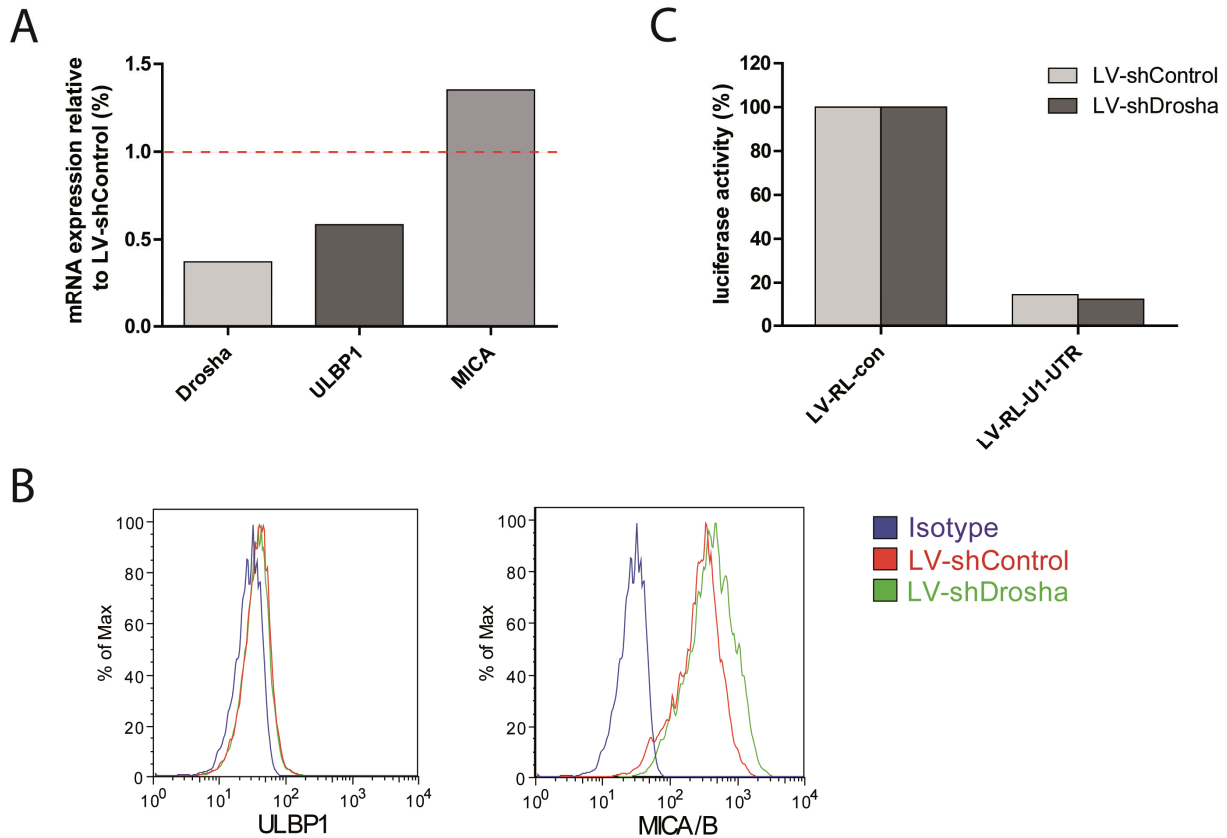 A
mRNA expression relative
to LV-shControl (%)
1.5
1.0
0.5
0.0
Drosha
ULBP1
MICA
C
luciferase activity (%)
120
100
80
60
40
20
0
LV-RL-con
LV-RL-U1-UTR
LV-shControl
LV-shDrosha
B
% of Max
100
80
60
40
20
0
10^0
10^1
10^2
10^3
10^4
ULBP1
% of Max
100
80
60
40
20
0
10^0
10^1
10^2
10^3
10^4
MICA/B
Isotype
LV-shControl
LV-shDrosha